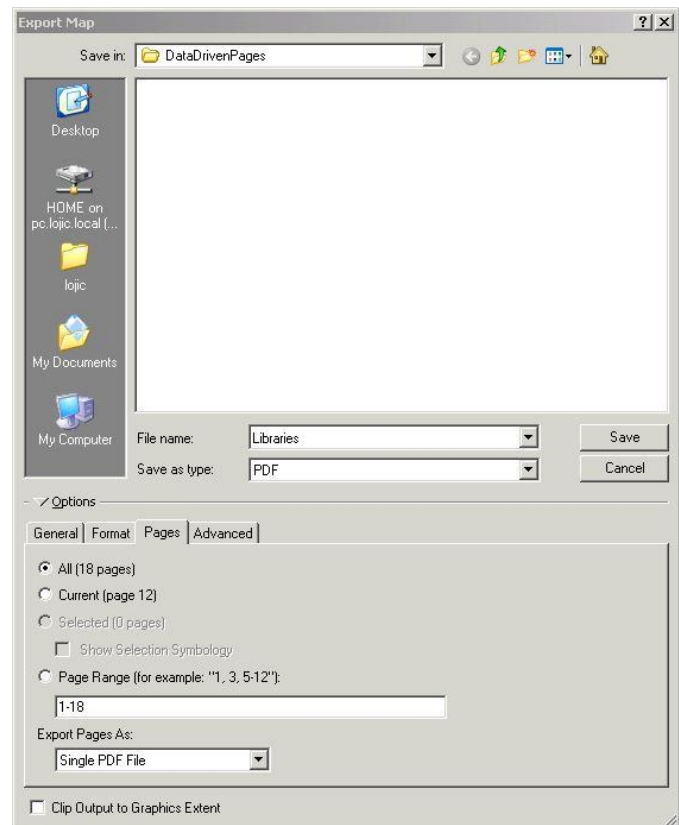 Export Map
Save in: DataDrivenPages
Desktop
HOME on
pc.lojic.local (...
lojic
My Documents
My Computer
File name: Libraries Save
Save as type: PDF Cancel
Options
General Format Pages Advanced
All (18 pages)
Current (page 12)
Selected (0 pages)
Show Selection Symbology
Page Range (for example: "1, 3, 5-12"):
1-18
Export Pages As:
Single PDF File
Clip Output to Graphics Extent